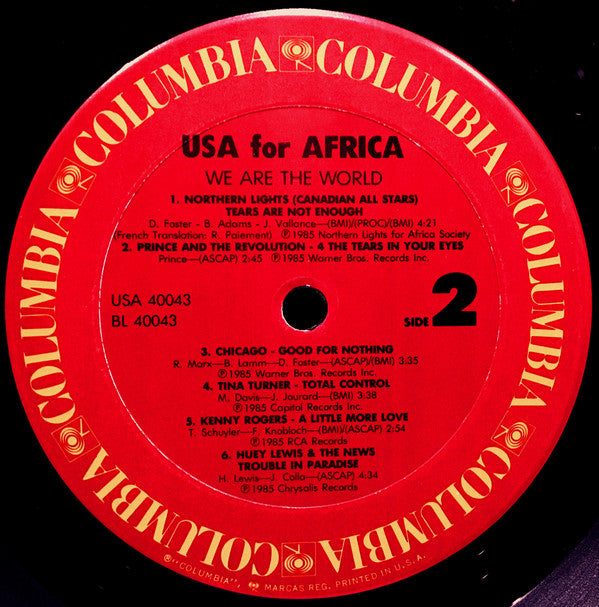 COLUMBIA COLUMBIA COLUMBIA COLUMBIA COLUMBIA COLUMBIA COLUMBIA COLUMBIA
USA for AFRICA
WE ARE THE WORLD
1. NORTHERN LIGHTS (CANADIAN ALL STARS)
TEARS ARE NOT ENOUGH
D. Foster - B. Adams - J. Vallance—(BMI)/(PROC)/(BMI) 4:21
(French Translation: R. Paiement) ℗1985 Northern Lights for Africa Society
2. PRINCE AND THE REVOLUTION - 4 THE TEARS IN YOUR EYES
Prince—(ASCAP) 2:45 ℗1985 Warner Bros. Records Inc.
USA 40043
BL 40043
SIDE 2
3. CHICAGO - GOOD FOR NOTHING
R. Marx—B. Lamm—D. Foster—(ASCAP)/(BMI) 3:35
℗1985 Warner Bros. Records Inc.
4. TINA TURNER - TOTAL CONTROL
M. Davis—J. Jourard—(BMI) 3:38
℗1985 Capitol Records Inc.
5. KENNY ROGERS - A LITTLE MORE LOVE
T. Schuyler—F. Knobloch—(BMI)/(ASCAP) 2:54
℗1985 RCA Records
6. HUEY LEWIS & THE NEWS
TROUBLE IN PARADISE
H. Lewis—J. Colla—(ASCAP) 4:34
℗1985 Chrysalis Records
®"COLUMBIA", MARCAS REG. PRINTED IN U.S.A.